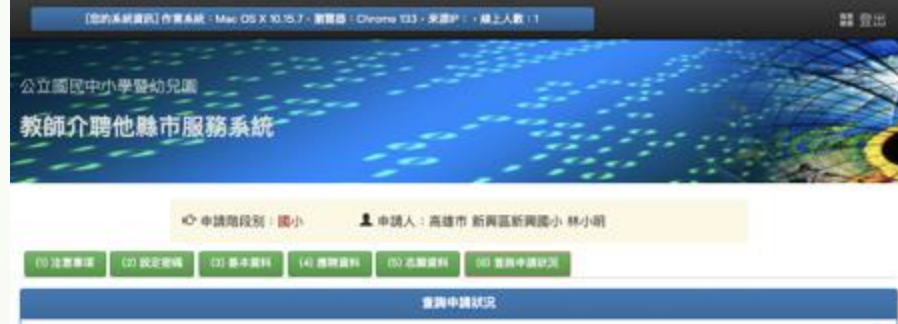 [您的系統資訊] 作業系統：Mac OS X 10.15.7，瀏覽器：Chrome 133，來源IP：，線上人數：1
登出
公立國民中小學暨幼兒園
教師介聘他縣市服務系統
申請階段別：國小 申請人：高雄市 新興區新興國小 林小明
(1) 注意事項 (2) 設定密碼 (3) 基本資料 (4) 應聘資料 (5) 志願資料 (6) 查詢申請狀況
查詢申請狀況